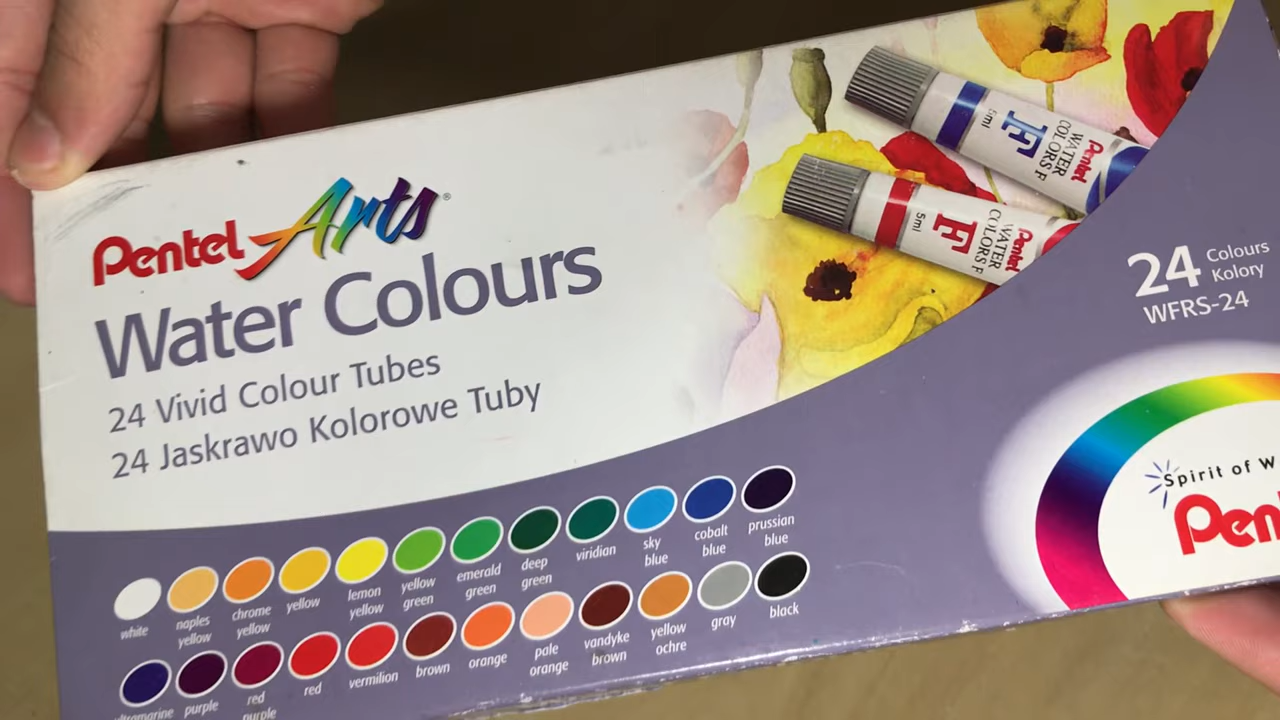 Pentel Arts®
Water Colours
24 Vivid Colour Tubes
24 Jaskrawo Kolorowe Tuby
5ml
F
WATER
COLORS F
Pentel
5ml
F
WATER
COLORS F
Pentel
24 Colours
Kolory
WFRS-24
Spirit of W
Pen
white
naples
yellow
chrome
yellow
yellow
lemon
yellow
yellow
green
emerald
green
deep
green
viridian
sky
blue
cobalt
blue
prussian
blue
ultramarine
purple
red
purple
red
vermilion
brown
orange
pale
orange
vandyke
brown
yellow
ochre
gray
black